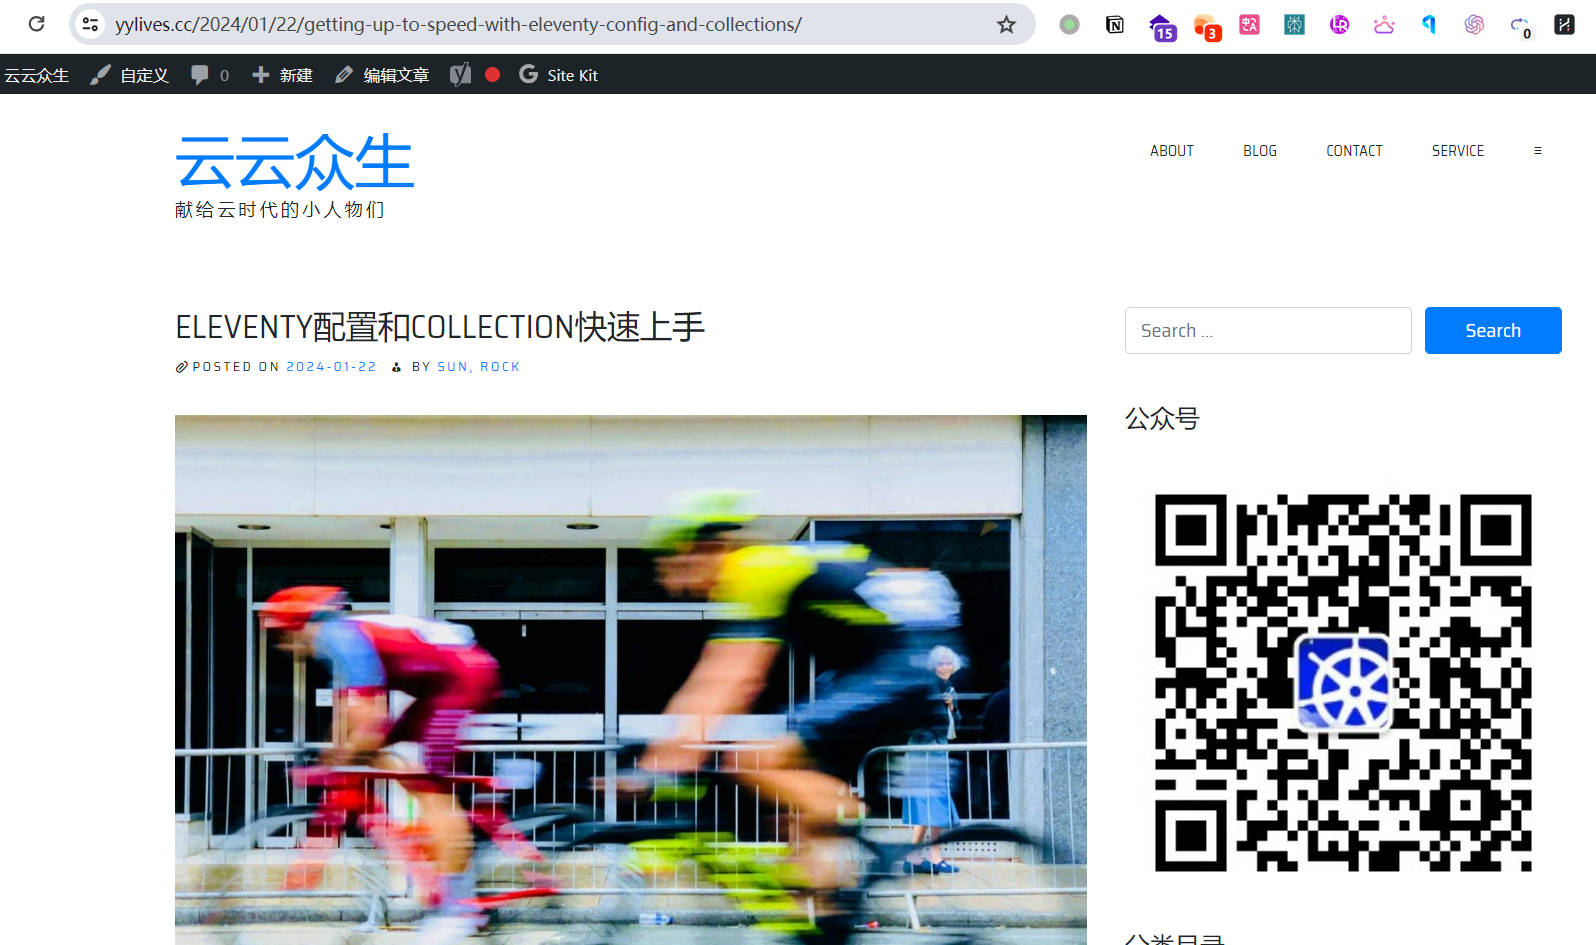 yylives.cc/2024/01/22/getting-up-to-speed-with-eleventy-config-and-collections/
15
3
0
云云众生 自定义 0 新建 编辑文章 Site Kit
云云众生
献给云时代的小人物们
ABOUT BLOG CONTACT SERVICE
ELEVENTY配置和COLLECTION快速上手
POSTED ON 2024-01-22 BY SUN, ROCK
Search ...
Search
公众号
分类目录